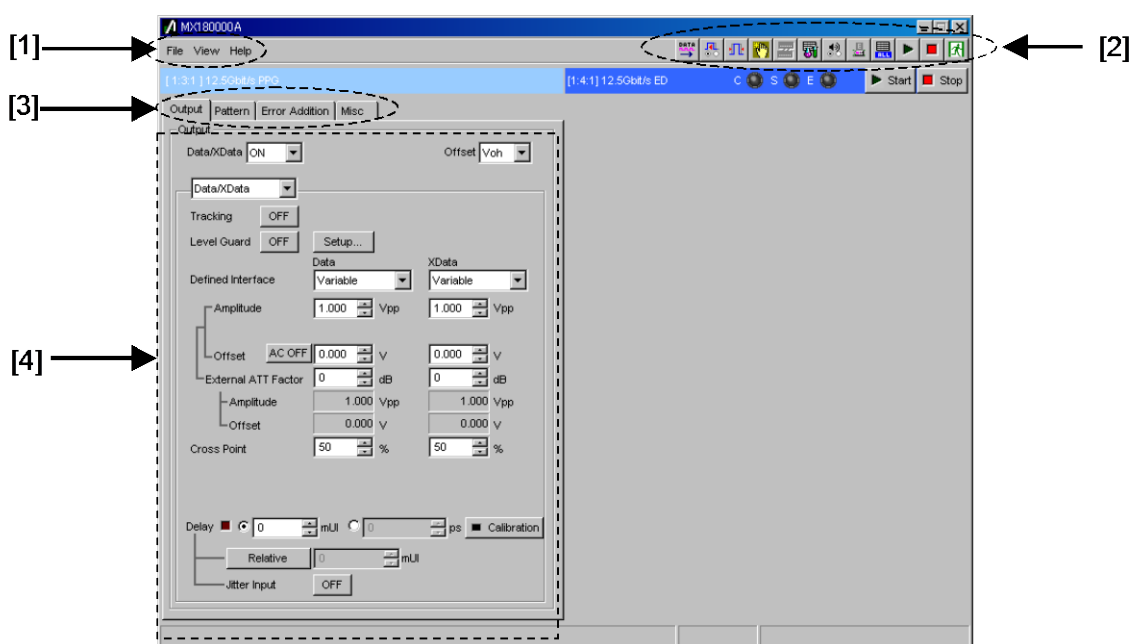 MX180000A
[1]
File View Help
DATA
ALL
[2]
[1:3:1] 12.5Gbit/s PPG
[1:4:1] 12.5Gbit/s ED C S E Start Stop
[3]
Output Pattern Error Addition Misc
Output
Data/XData ON Offset Voh
Data/XData
Tracking OFF
Level Guard OFF Setup...
Data XData
Defined Interface Variable Variable
Amplitude 1.000 Vpp 1.000 Vpp
[4]
Offset AC OFF 0.000 V 0.000 V
External ATT Factor 0 dB 0 dB
Amplitude 1.000 Vpp 1.000 Vpp
Offset 0.000 V 0.000 V
Cross Point 50 % 50 %
Delay 0 mUI 0 ps Calibration
Relative 0 mUI
Jitter Input OFF